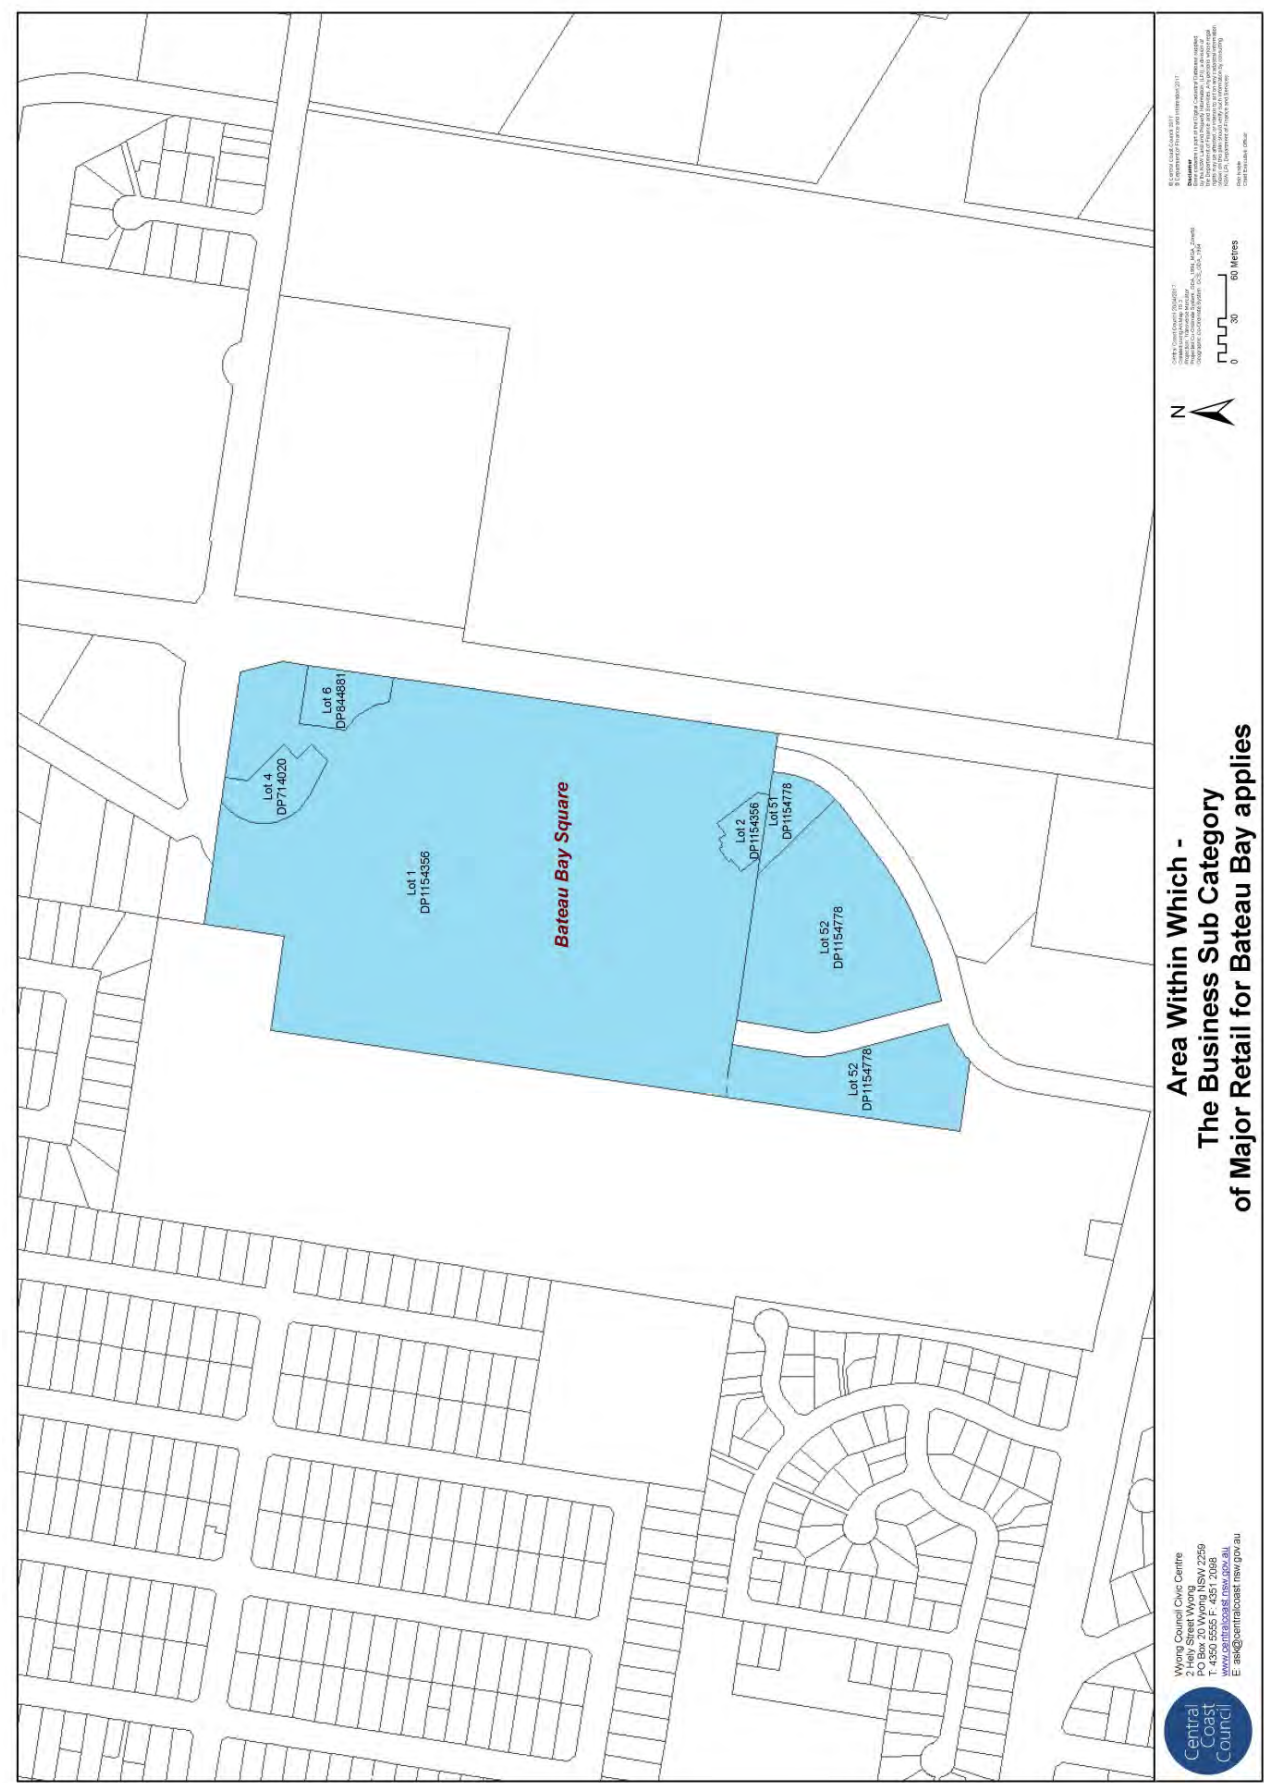 Lot 6
DP844881
Lot 4
DP714020
Lot 1
DP1154356
Bateau Bay Square
Lot 2
DP1154356
Lot 51
DP1154778
Lot 52
DP1154778
Lot 52
DP1154778
Central
Coast
Council
Wyong Council Civic Centre
2 Hely Street Wyong
PO Box 20 Wyong NSW 2259
T: 4350 5555 F: 4351 2098
www.centralcoast.nsw.gov.au
E: ask@centralcoast.nsw.gov.au
Area Within Which -
The Business Sub Category
of Major Retail for Bateau Bay applies
N
0 30 60 Metres
Disclaimer